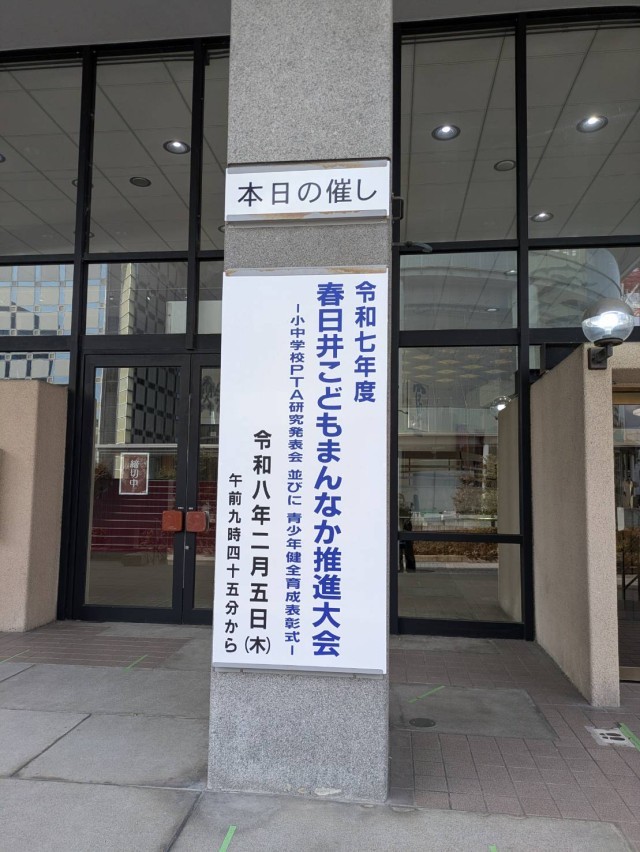 本日の催し
令和七年度
春日井こどもまんなか推進大会
ー小中学校PTA研究発表会 並びに 青少年健全育成表彰式ー
令和八年二月五日(木)
午前九時四十五分から
締切中